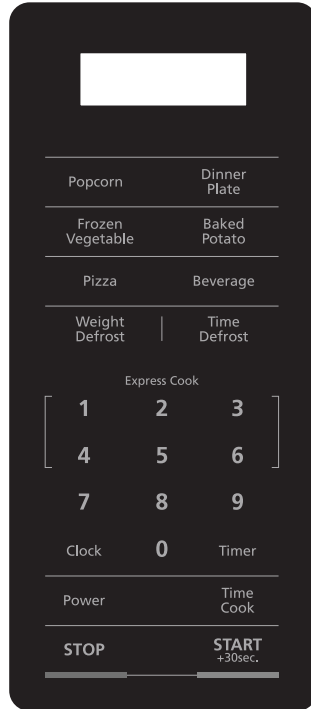 Popcorn
Dinner
Plate
Frozen
Vegetable
Baked
Potato
Pizza
Beverage
Weight
Defrost
Time
Defrost
Express Cook
1 2 3
4 5 6
7 8 9
Clock 0 Timer
Power
Time
Cook
STOP
START
+30sec.